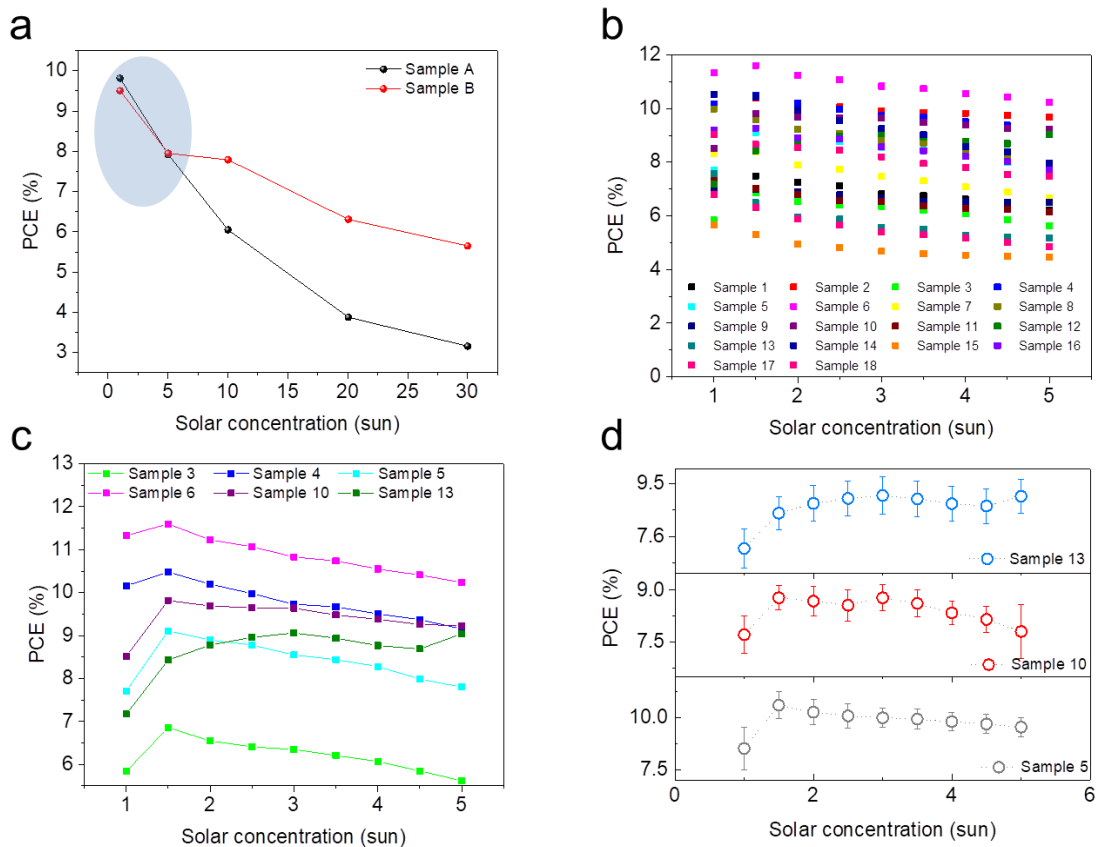 a
PCE (%)
10
9
8
7
6
5
4
3
0 5 10 15 20 25 30
Solar concentration (sun)
Sample A
Sample B
b
PCE (%)
12
10
8
6
4
2
0
Sample 1 Sample 2 Sample 3 Sample 4
Sample 5 Sample 6 Sample 7 Sample 8
Sample 9 Sample 10 Sample 11 Sample 12
Sample 13 Sample 14 Sample 15 Sample 16
Sample 17 Sample 18
1 2 3 4 5
Solar concentration (sun)
c
PCE (%)
13
12
11
10
9
8
7
6
Sample 3 Sample 4 Sample 5
Sample 6 Sample 10 Sample 13
1 2 3 4 5
Solar concentration (sun)
d
PCE (%)
9.5
7.6
Sample 13
9.0
7.5
Sample 10
10.0
7.5
Sample 5
0 2 4 6
Solar concentration (sun)